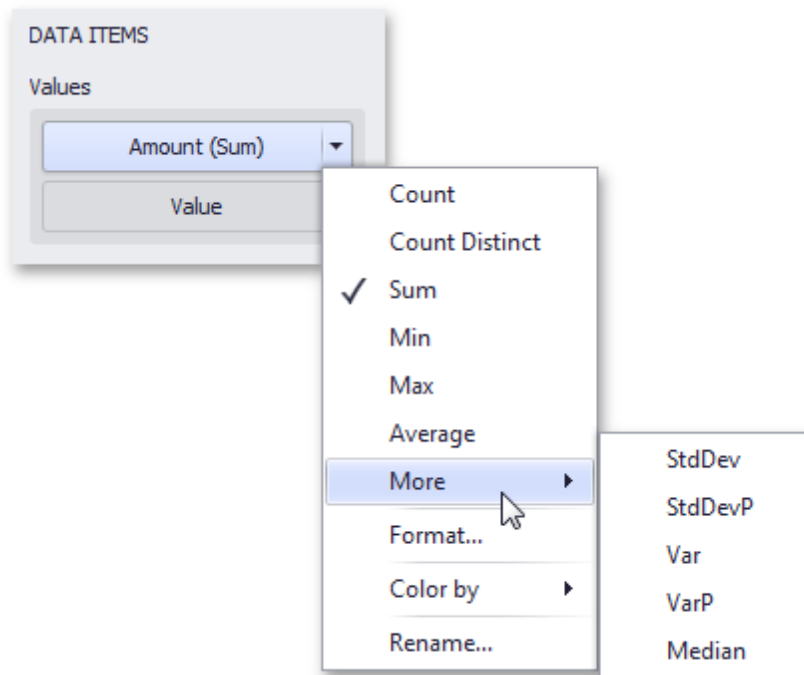 DATA ITEMS
Values
Amount (Sum)
Value
Count
Count Distinct
Sum
Min
Max
Average
More
Format...
Color by
Rename...
StdDev
StdDevP
Var
VarP
Median